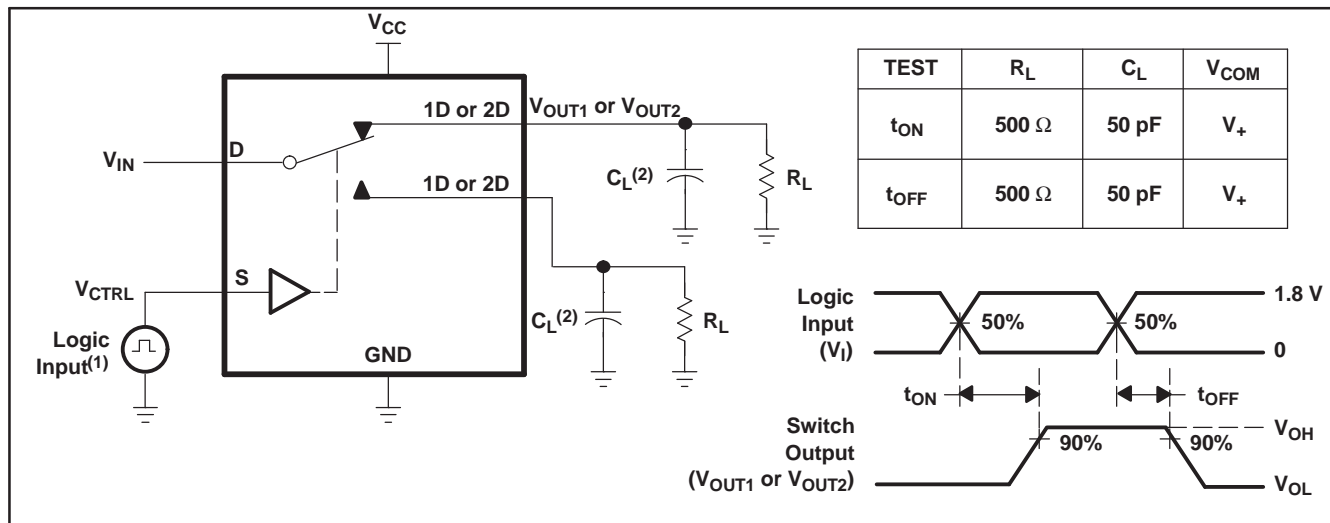 VCC
1D or 2D
VOUT1 or VOUT2
VIN
D
CL(2)
RL
1D or 2D
VCTRL
S
CL(2)
RL
Logic
Input(1)
GND
TEST RL CL VCOM
tON 500 Ω 50 pF V+
tOFF 500 Ω 50 pF V+
Logic
Input
(VI)
50%
50%
1.8 V
0
tON
tOFF
Switch
Output
(VOUT1 or VOUT2)
90%
90%
VOH
VOL